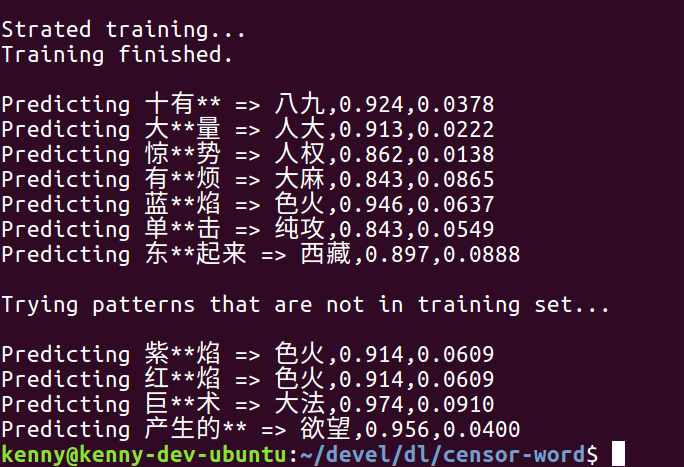 Strated training...
Training finished.
Predicting 十有** => 八九,0.924,0.0378
Predicting 大**量 => 人大,0.913,0.0222
Predicting 惊**势 => 人权,0.862,0.0138
Predicting 有**烦 => 大麻,0.843,0.0865
Predicting 蓝**焰 => 色火,0.946,0.0637
Predicting 单**击 => 纯攻,0.843,0.0549
Predicting 东**起来 => 西藏,0.897,0.0888
Trying patterns that are not in training set...
Predicting 紫**焰 => 色火,0.914,0.0609
Predicting 红**焰 => 色火,0.914,0.0609
Predicting 巨**术 => 大法,0.974,0.0910
Predicting 产生的** => 欲望,0.956,0.0400
kenny@kenny-dev-ubuntu:~/devel/dl/censor-word$